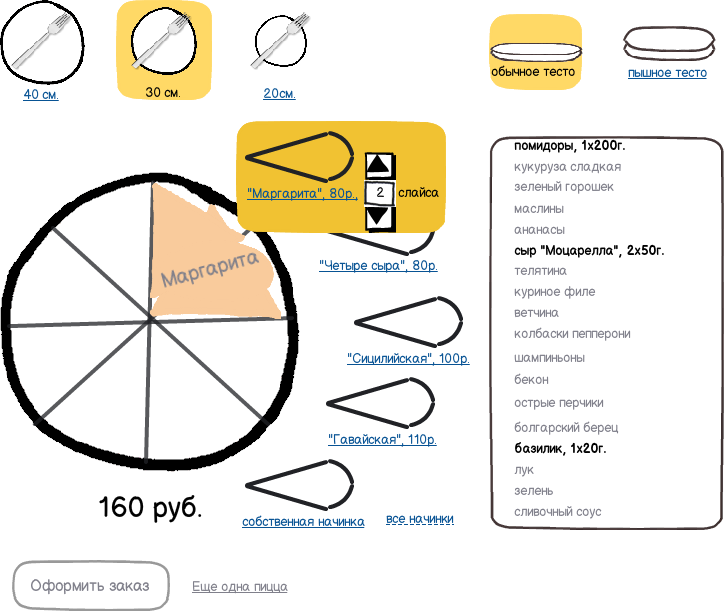 40 см.
30 см.
20см.
обычное тесто
пышное тесто
"Маргарита", 80р.,
2
слайса
Маргарита
"Четыре сыра", 80р.
"Сицилийская", 100р.
"Гавайская", 110р.
собственная начинка
все начинки
160 руб.
помидоры, 1x200г.
кукуруза сладкая
зеленый горошек
маслины
ананасы
сыр "Моцарелла", 2x50г.
телятина
куриное филе
ветчина
колбаски пепперони
шампиньоны
бекон
острые перчики
болгарский берец
базилик, 1x20г.
лук
зелень
сливочный соус
Оформить заказ
Еще одна пицца